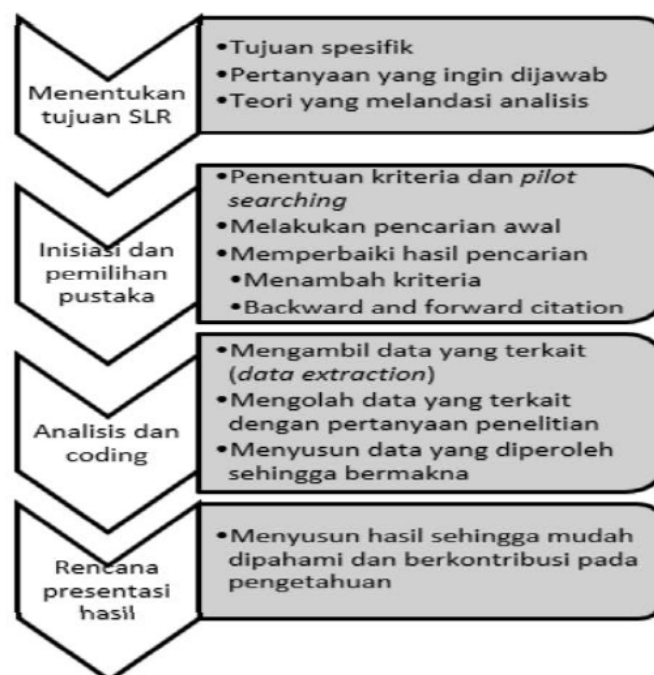 Menentukan
tujuan SLR
•Tujuan spesifik
•Pertanyaan yang ingin dijawab
•Teori yang melandasi analisis
Inisiasi dan
pemilihan
pustaka
•Penentuan kriteria dan pilot
searching
•Melakukan pencarian awal
•Memperbaiki hasil pencarian
•Menambah kriteria
•Backward and forward citation
Analisis dan
coding
•Mengambil data yang terkait
(data extraction)
•Mengolah data yang terkait
dengan pertanyaan penelitian
•Menyusun data yang diperoleh
sehingga bermakna
Rencana
presentasi
hasil
•Menyusun hasil sehingga mudah
dipahami dan berkontribusi pada
pengetahuan